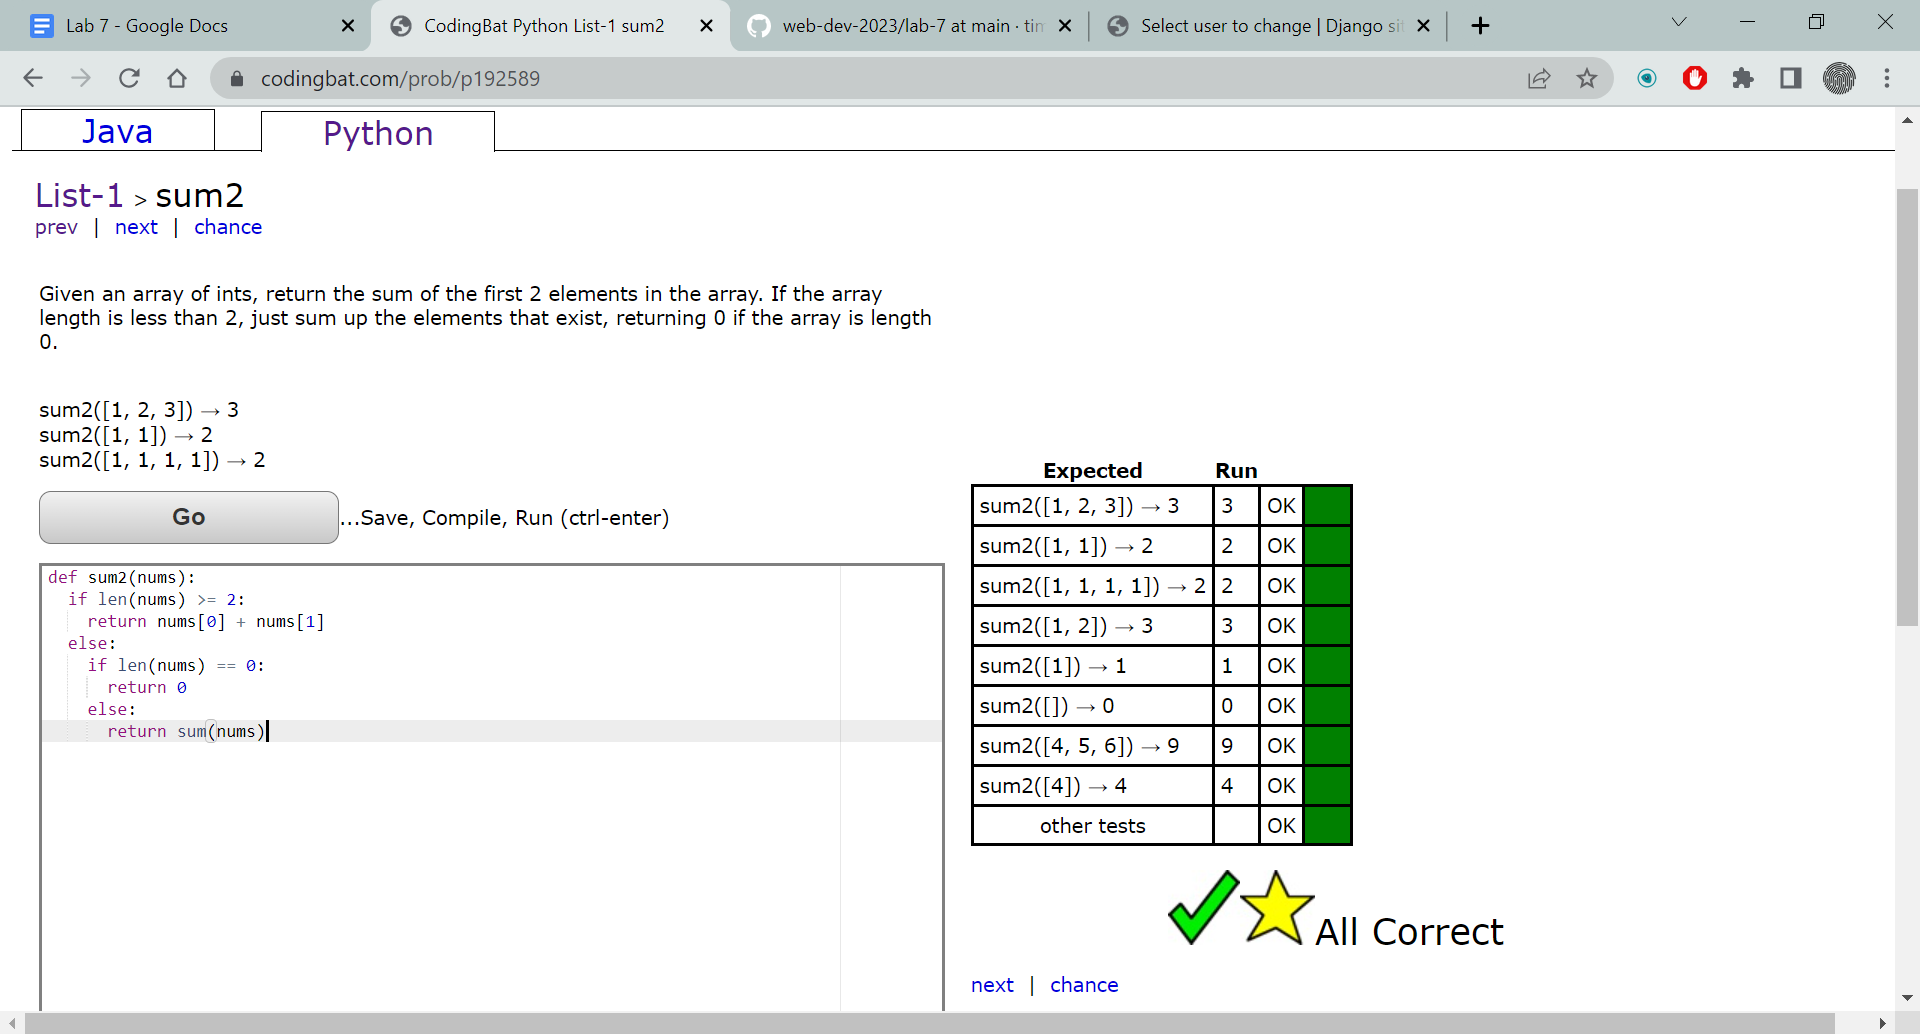 Lab 7 - Google Docs
CodingBat Python List-1 sum2
web-dev-2023/lab-7 at main · tim
Select user to change | Django si
codingbat.com/prob/p192589
Java
Python
List-1 > sum2
prev | next | chance
Given an array of ints, return the sum of the first 2 elements in the array. If the array
length is less than 2, just sum up the elements that exist, returning 0 if the array is length
0.
sum2([1, 2, 3]) → 3
sum2([1, 1]) → 2
sum2([1, 1, 1, 1]) → 2
Go
...Save, Compile, Run (ctrl-enter)
def sum2(nums):
  if len(nums) >= 2:
    return nums[0] + nums[1]
  else:
    if len(nums) == 0:
      return 0
    else:
      return sum(nums)
Expected Run
sum2([1, 2, 3]) → 3 3 OK
sum2([1, 1]) → 2 2 OK
sum2([1, 1, 1, 1]) → 2 2 OK
sum2([1, 2]) → 3 3 OK
sum2([1]) → 1 1 OK
sum2([]) → 0 0 OK
sum2([4, 5, 6]) → 9 9 OK
sum2([4]) → 4 4 OK
other tests OK
All Correct
next | chance